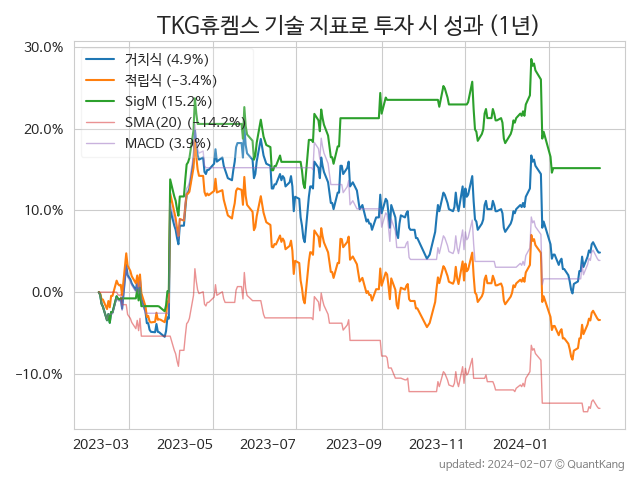 TKG휴켐스 기술 지표로 투자 시 성과 (1년)
30.0%
20.0%
10.0%
0.0%
−10.0%
거치식 (4.9%)
적립식 (−3.4%)
SigM (15.2%)
SMA(20) (−14.2%)
MACD (3.9%)
2023-03 2023-05 2023-07 2023-09 2023-11 2024-01
updated: 2024-02-07 © QuantKang